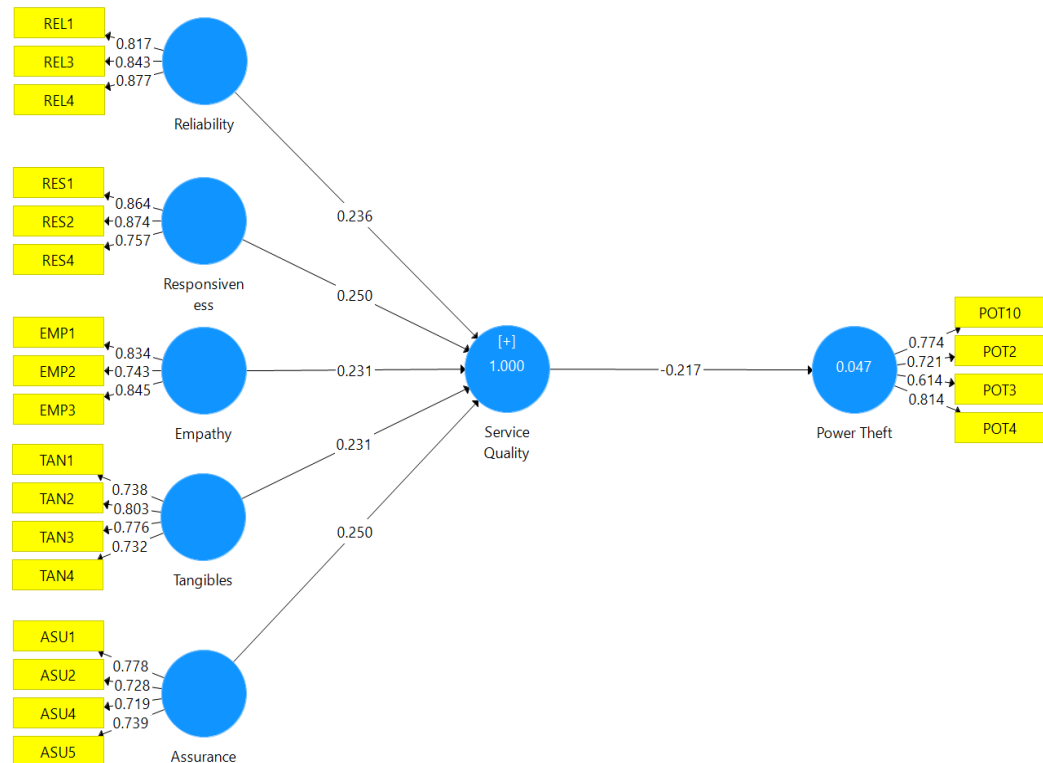 REL1
REL3
REL4
0.817
0.843
0.877
Reliability
0.236
RES1
RES2
RES4
0.864
0.874
0.757
Responsiven
ess
0.250
EMP1
EMP2
EMP3
0.834
0.743
0.845
Empathy
0.231
TAN1
TAN2
TAN3
TAN4
0.738
0.803
0.776
0.732
Tangibles
0.231
ASU1
ASU2
ASU4
ASU5
0.778
0.728
0.719
0.739
Assurance
0.250
[+]
1.000
Service
Quality
-0.217
0.047
Power Theft
0.774
0.721
0.614
0.814
POT10
POT2
POT3
POT4